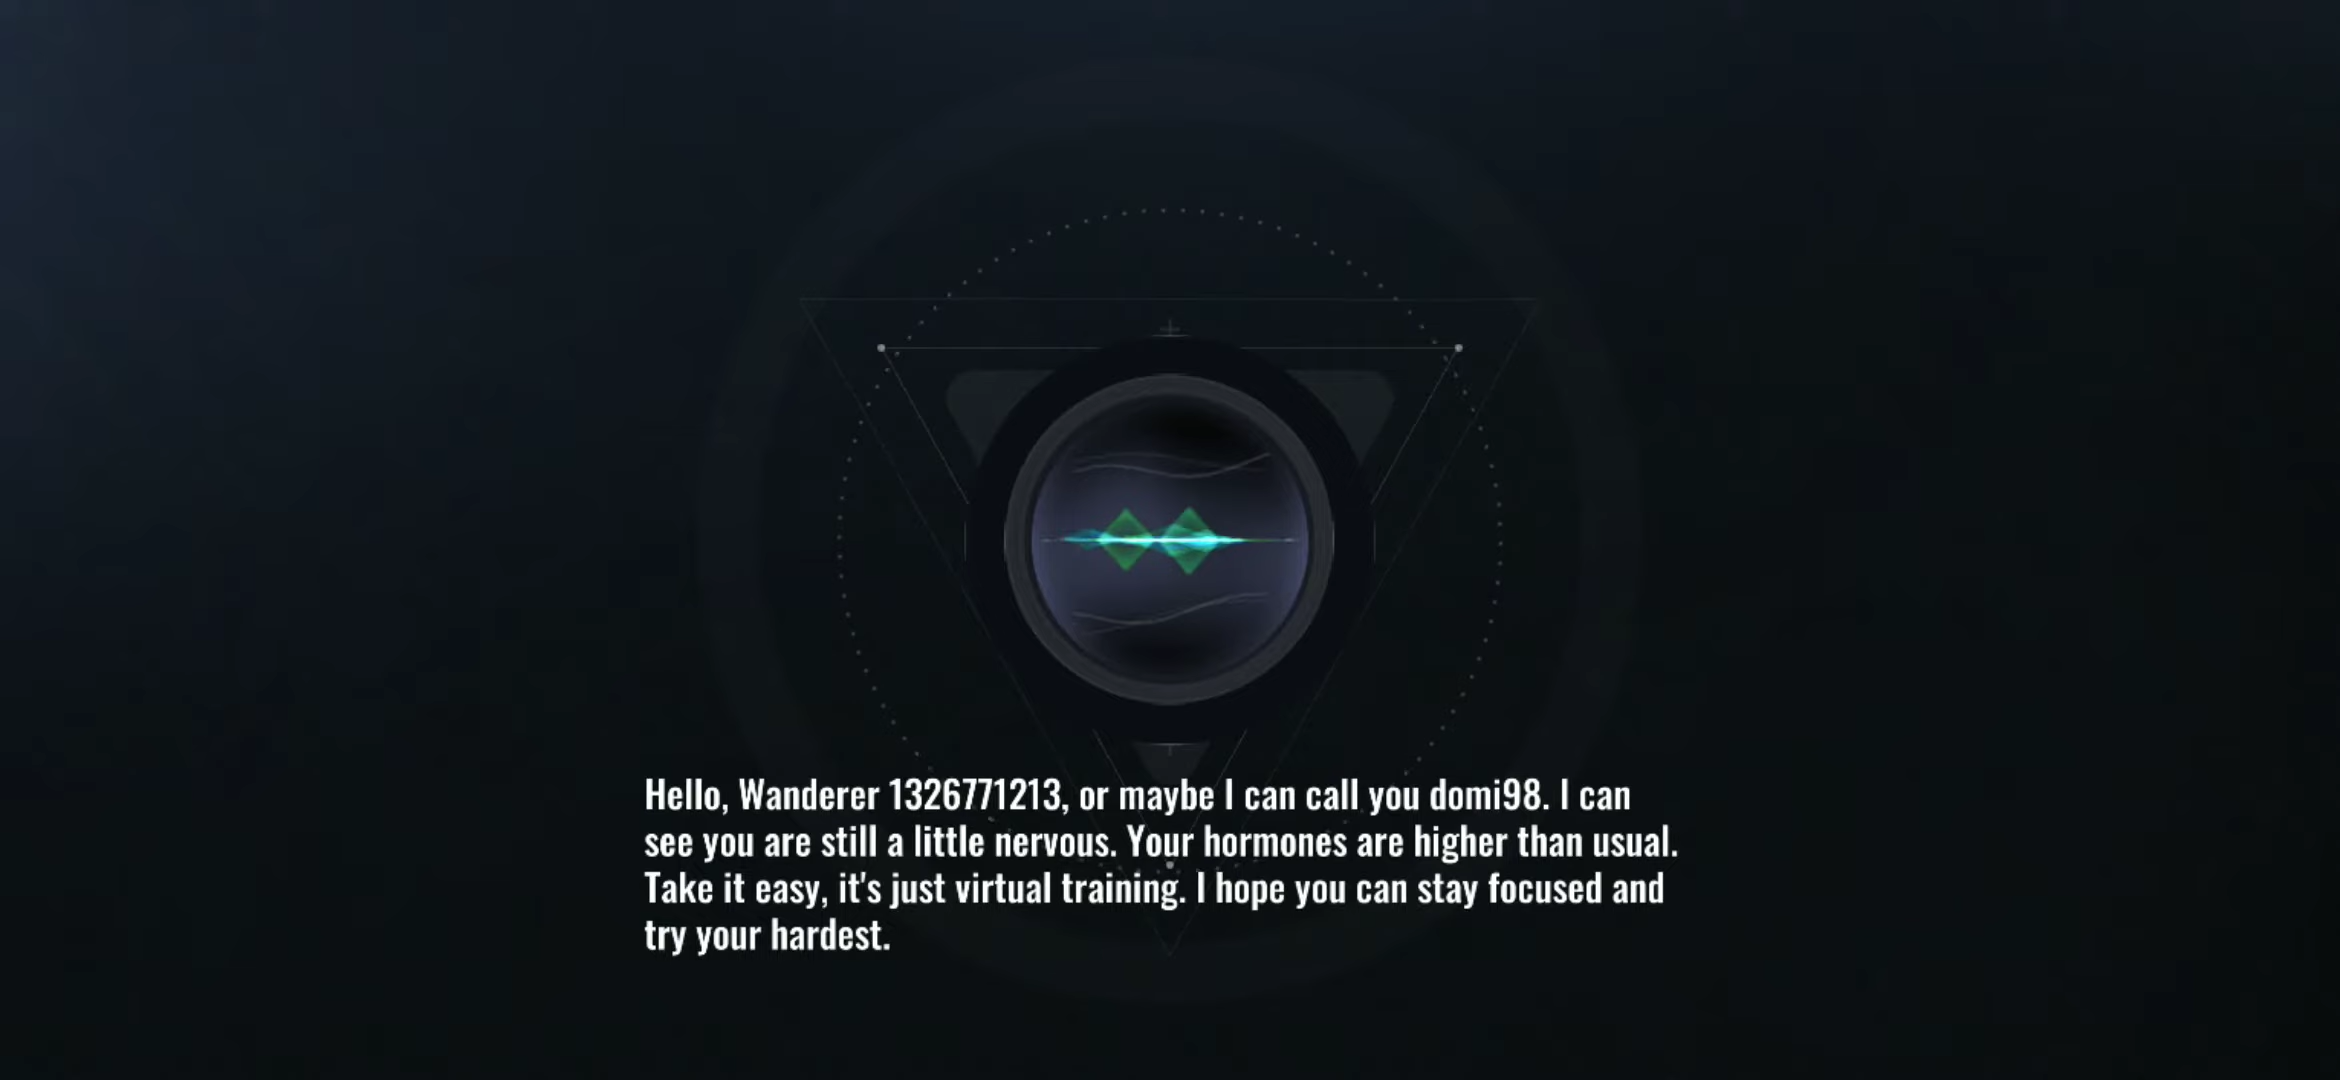 Hello, Wanderer 1326771213, or maybe I can call you domi98. I can
see you are still a little nervous. Your hormones are higher than usual.
Take it easy, it's just virtual training. I hope you can stay focused and
try your hardest.